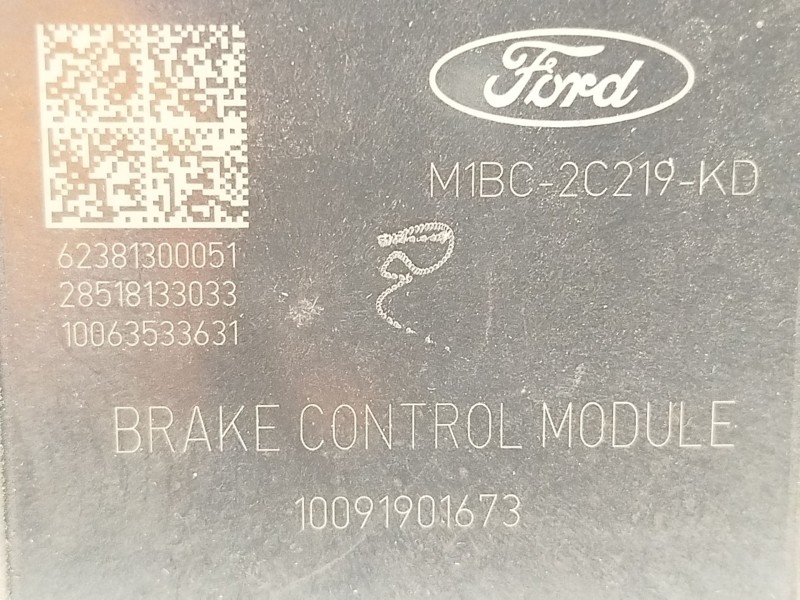 Ford
M1BC-2C219-KD
62381300051
28518133033
10063533631
BRAKE CONTROL MODULE
10091901673